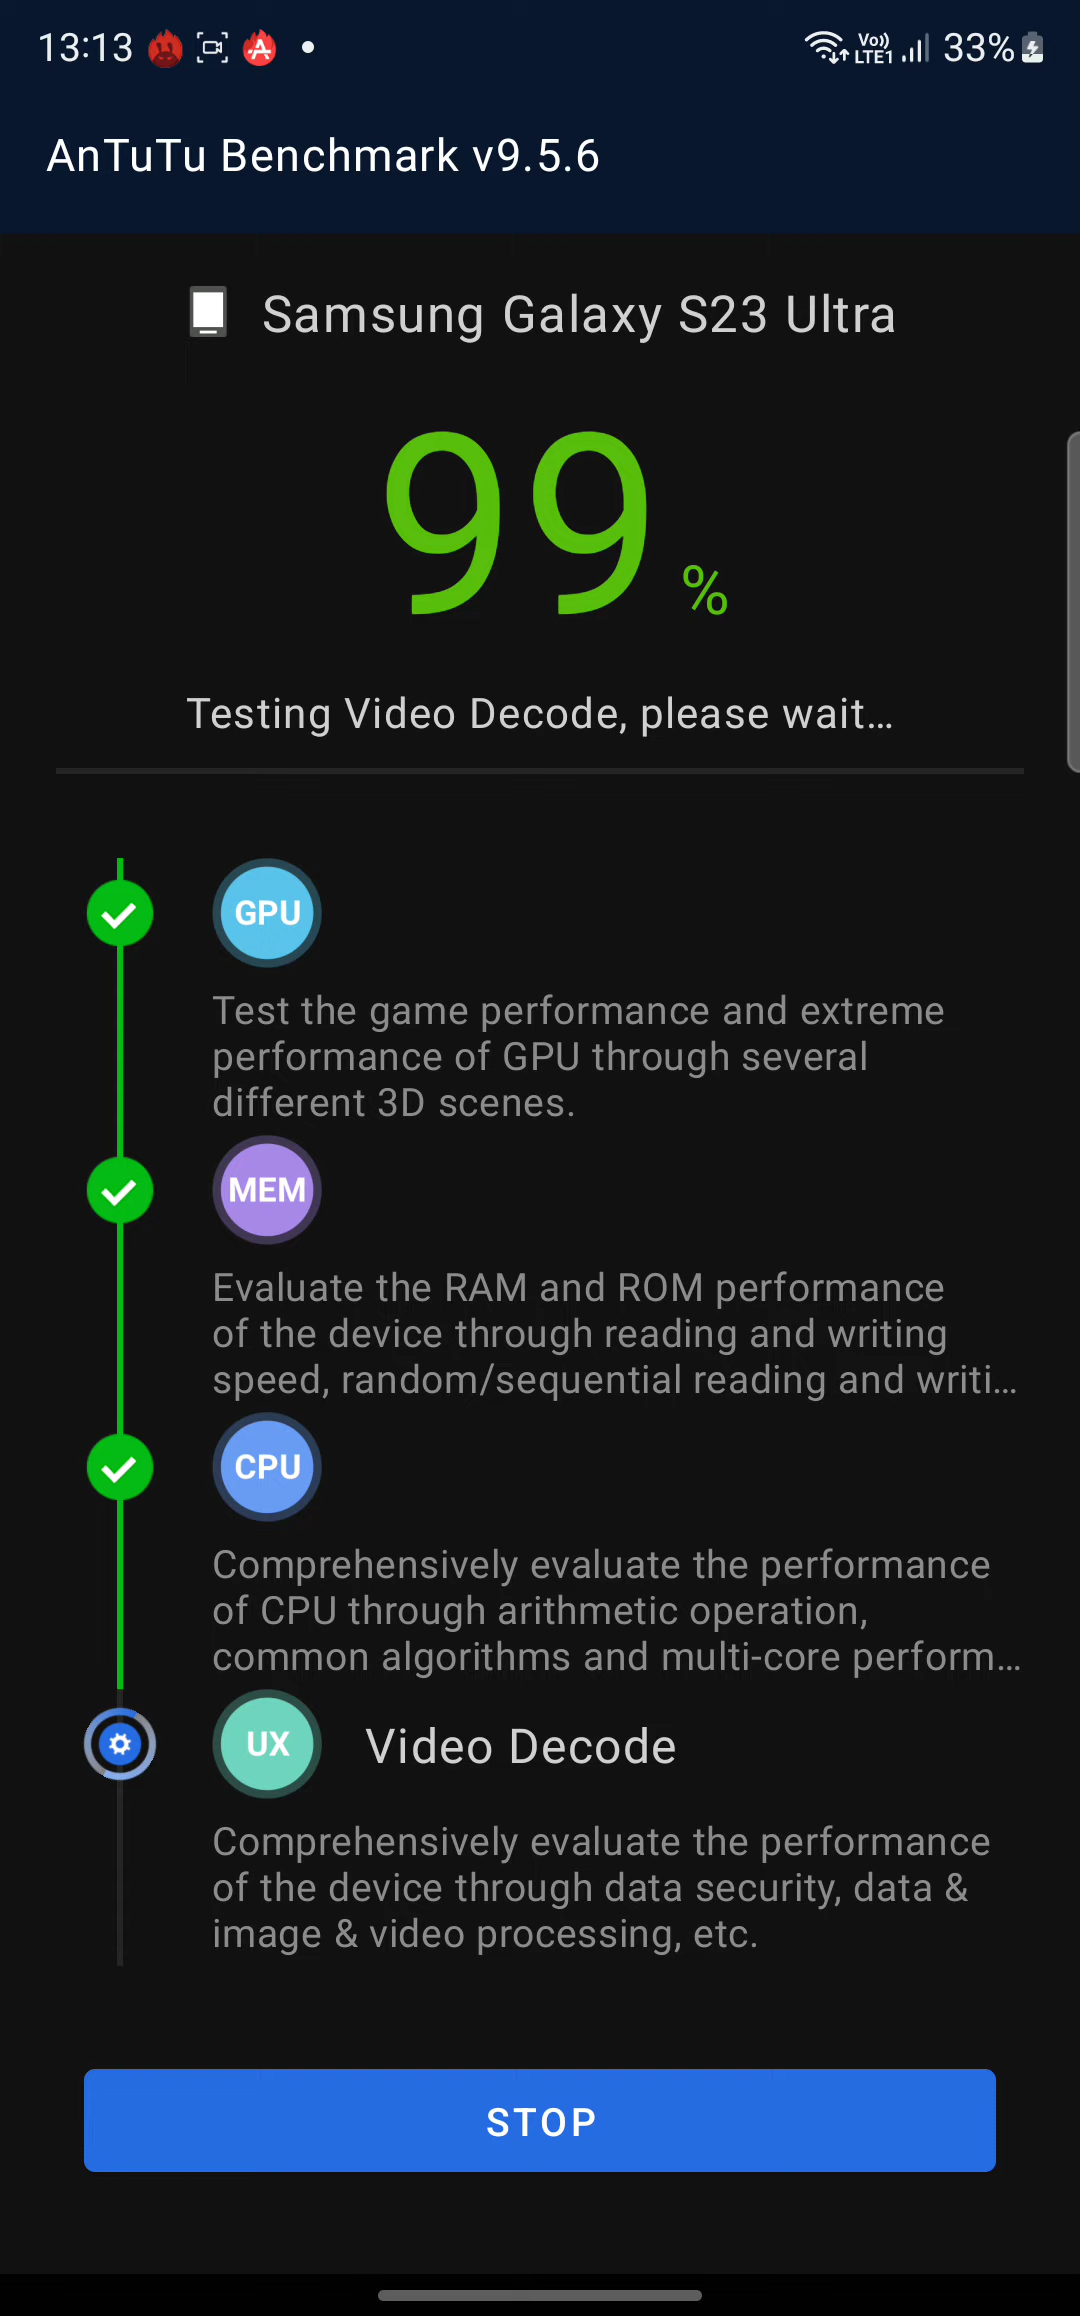 13:13 Vo)) LTE1 33%
AnTuTu Benchmark v9.5.6
Samsung Galaxy S23 Ultra
99 %
Testing Video Decode, please wait...
GPU
Test the game performance and extreme
performance of GPU through several
different 3D scenes.
MEM
Evaluate the RAM and ROM performance
of the device through reading and writing
speed, random/sequential reading and writi...
CPU
Comprehensively evaluate the performance
of CPU through arithmetic operation,
common algorithms and multi-core perform...
UX Video Decode
Comprehensively evaluate the performance
of the device through data security, data &
image & video processing, etc.
STOP